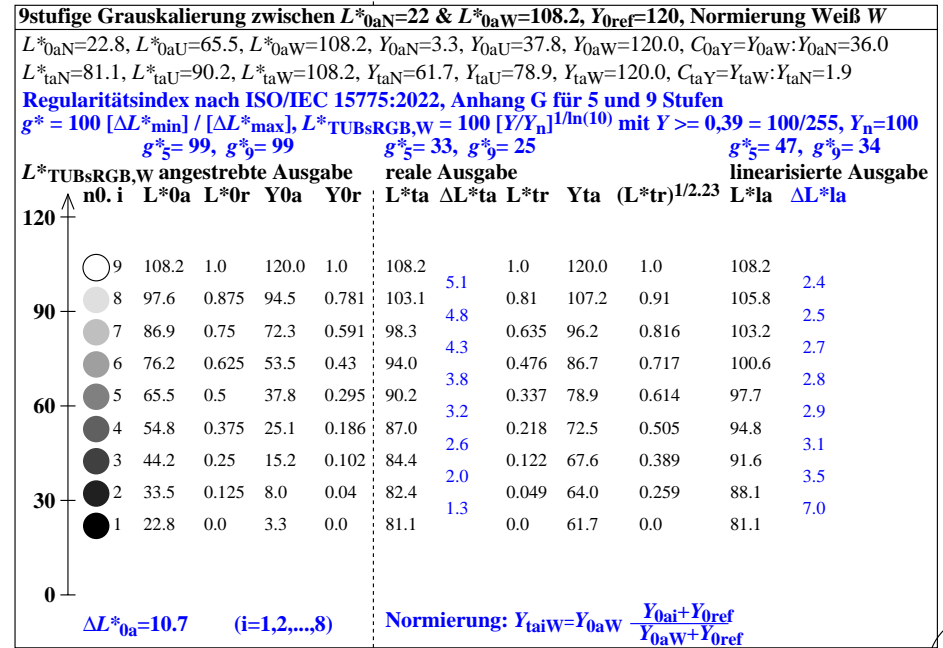 9stufige Grauskalierung zwischen L*0aN=22 & L*0aW=108.2, Y0ref=120, Normierung Weiß W
L*0aN=22.8, L*0aU=65.5, L*0aW=108.2, Y0aN=3.3, Y0aU=37.8, Y0aW=120.0, C0aY=Y0aW:Y0aN=36.0
L*taN=81.1, L*taU=90.2, L*taW=108.2, YtaN=61.7, YtaU=78.9, YtaW=120.0, CtaY=YtaW:YtaN=1.9
Regularitätsindex nach ISO/IEC 15775:2022, Anhang G für 5 und 9 Stufen
g* = 100 [ΔL*min] / [ΔL*max], L*TUBsRGB,W = 100 [Y/Yn]1/ln(10) mit Y >= 0,39 = 100/255, Yn=100
g*5= 99, g*9= 99 g*5= 33, g*9= 25 g*5= 47, g*9= 34
L*TUBsRGB,W angestrebte Ausgabe reale Ausgabe linearisierte Ausgabe
n0. i L*0a L*0r Y0a Y0r L*ta ΔL*ta L*tr Yta (L*tr)1/2.23 L*la ΔL*la
120
9 108.2 1.0 120.0 1.0 108.2 1.0 120.0 1.0 108.2
5.1 2.4
8 97.6 0.875 94.5 0.781 103.1 0.81 107.2 0.91 105.8
90 4.8 2.5
7 86.9 0.75 72.3 0.591 98.3 0.635 96.2 0.816 103.2
4.3 2.7
6 76.2 0.625 53.5 0.43 94.0 0.476 86.7 0.717 100.6
3.8 2.8
5 65.5 0.5 37.8 0.295 90.2 0.337 78.9 0.614 97.7
60 3.2 2.9
4 54.8 0.375 25.1 0.186 87.0 0.218 72.5 0.505 94.8
2.6 3.1
3 44.2 0.25 15.2 0.102 84.4 0.122 67.6 0.389 91.6
2.0 3.5
2 33.5 0.125 8.0 0.04 82.4 0.049 64.0 0.259 88.1
30 1.3 7.0
1 22.8 0.0 3.3 0.0 81.1 0.0 61.7 0.0 81.1
0
ΔL*0a=10.7 (i=1,2,...,8) Normierung: YtaiW=Y0aW Y0ai+Y0ref
Y0aW+Y0ref